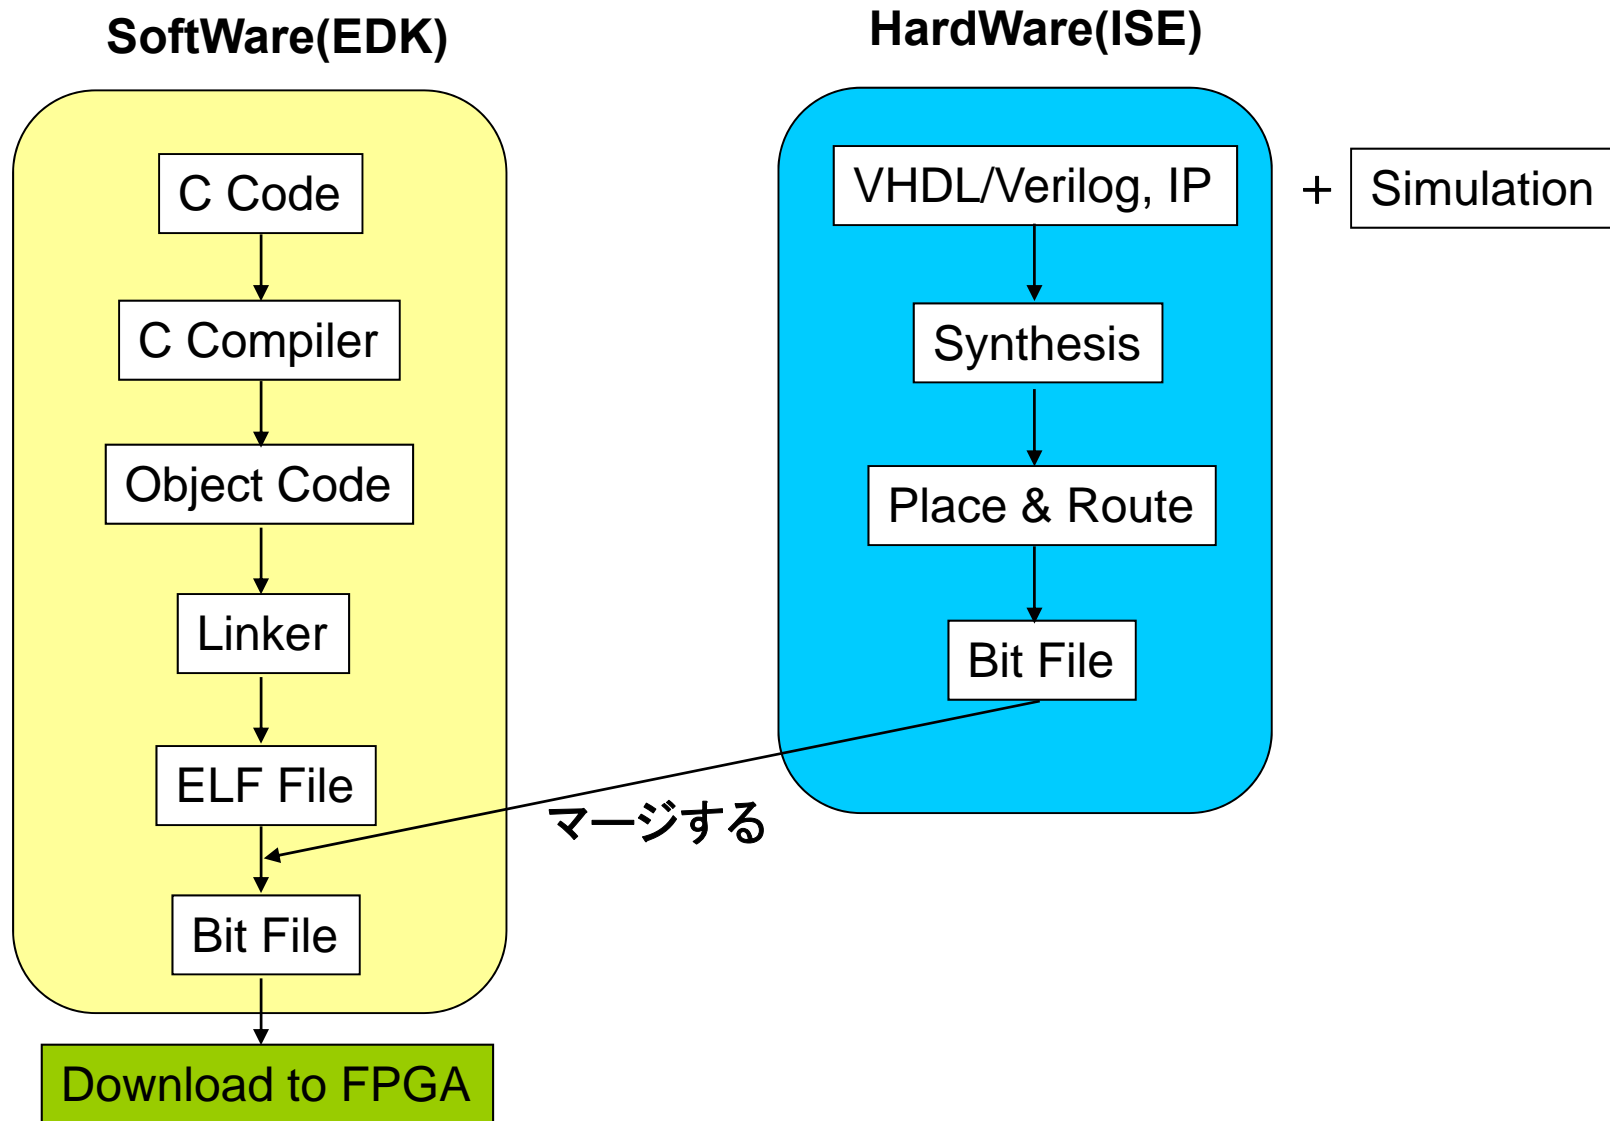 SoftWare(EDK)
C Code
C Compiler
Object Code
Linker
ELF File
Bit File
Download to FPGA
マージする
HardWare(ISE)
VHDL/Verilog, IP
Synthesis
Place & Route
Bit File
+
Simulation